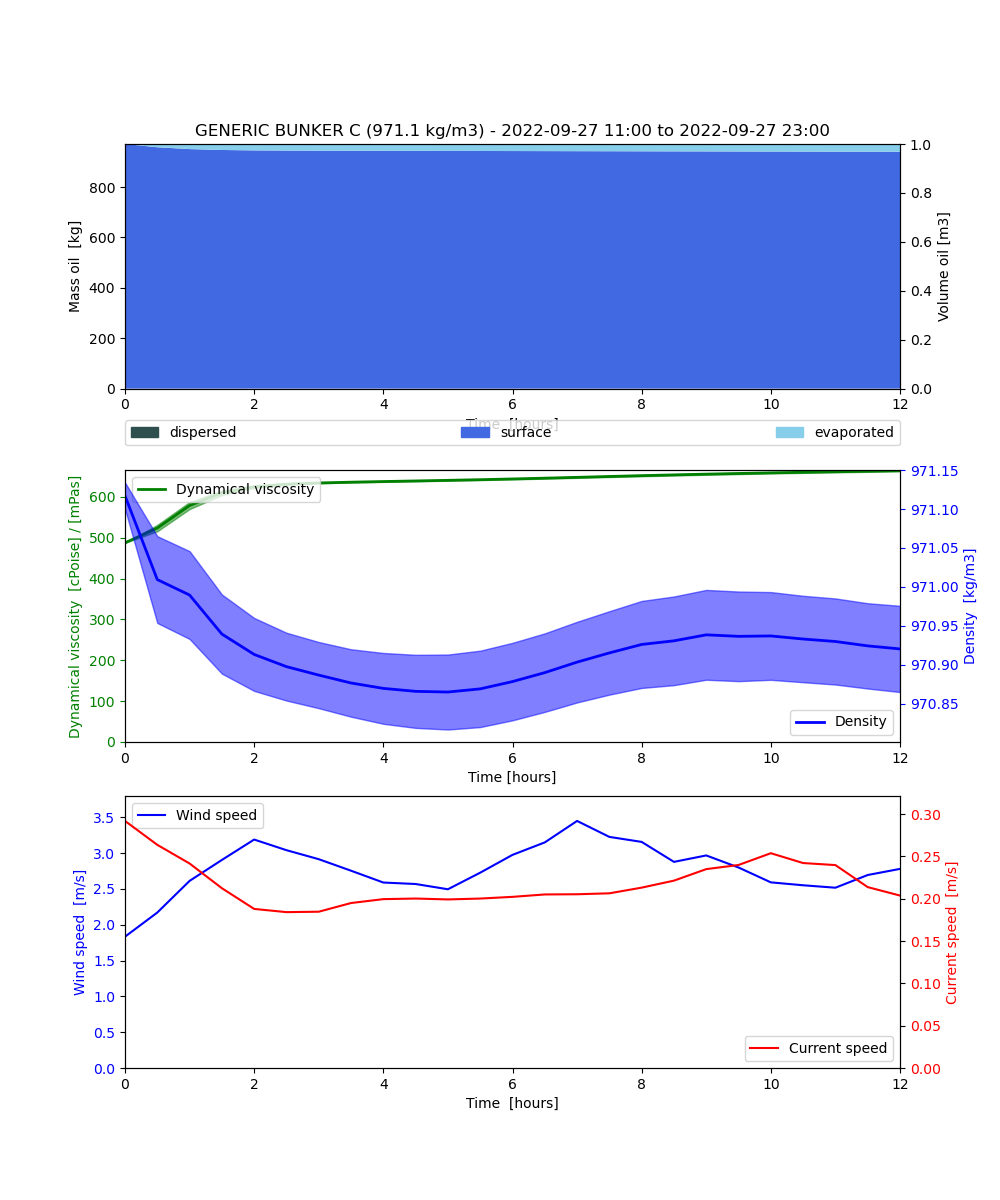 GENERIC BUNKER C (971.1 kg/m3) - 2022-09-27 11:00 to 2022-09-27 23:00
Mass oil [kg]
800
600
400
200
0
Volume oil [m3]
1.0
0.8
0.6
0.4
0.2
0.0
0 2 4 6 8 10 12
Time [hours]
dispersed surface evaporated
Dynamical viscosity [cPoise] / [mPas]
600
500
400
300
200
100
0
Dynamical viscosity
971.15
971.10
971.05
971.00
970.95
970.90
970.85
Density [kg/m3]
Density
0 2 4 6 8 10 12
Time [hours]
Wind speed [m/s]
3.5
3.0
2.5
2.0
1.5
1.0
0.5
0.0
Wind speed
0.30
0.25
0.20
0.15
0.10
0.05
0.00
Current speed [m/s]
Current speed
0 2 4 6 8 10 12
Time [hours]